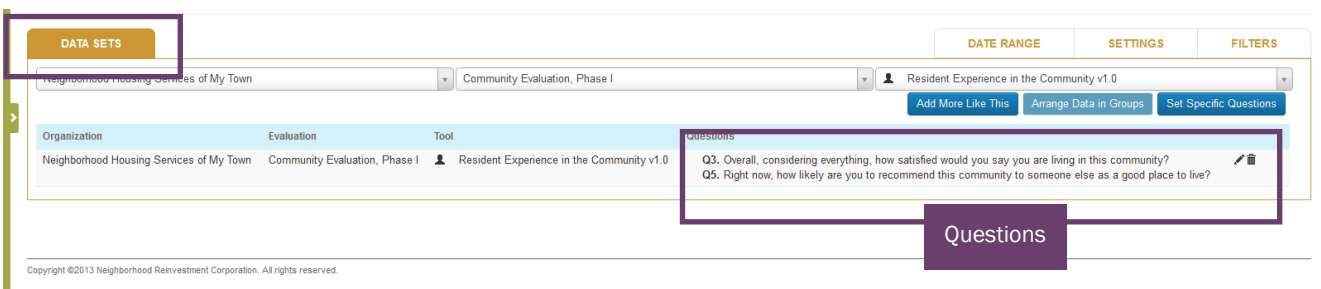 DATA SETS
DATE RANGE
SETTINGS
FILTERS
Neighborhood Housing Services of My Town
Community Evaluation, Phase I
Resident Experience in the Community v1.0
Add More Like This
Arrange Data in Groups
Set Specific Questions
Organization
Evaluation
Tool
Questions
Neighborhood Housing Services of My Town
Community Evaluation, Phase I
Resident Experience in the Community v1.0
Q3. Overall, considering everything, how satisfied would you say you are living in this community?
Q5. Right now, how likely are you to recommend this community to someone else as a good place to live?
Questions
Copyright ©2013 Neighborhood Reinvestment Corporation. All rights reserved.